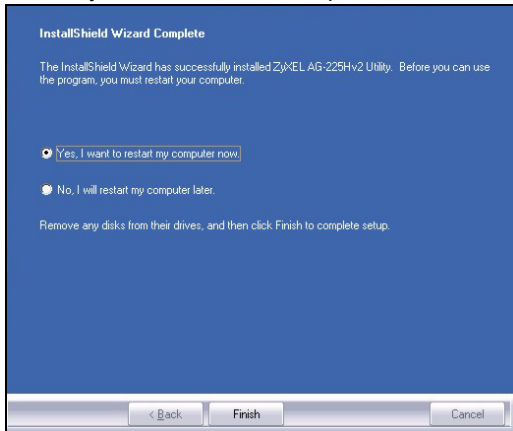 InstallShield Wizard Complete
The InstallShield Wizard has successfully installed ZyXEL AG-225Hv2 Utility. Before you can use
the program, you must restart your computer.
Yes, I want to restart my computer now.
No, I will restart my computer later.
Remove any disks from their drives, and then click Finish to complete setup.
< Back Finish Cancel